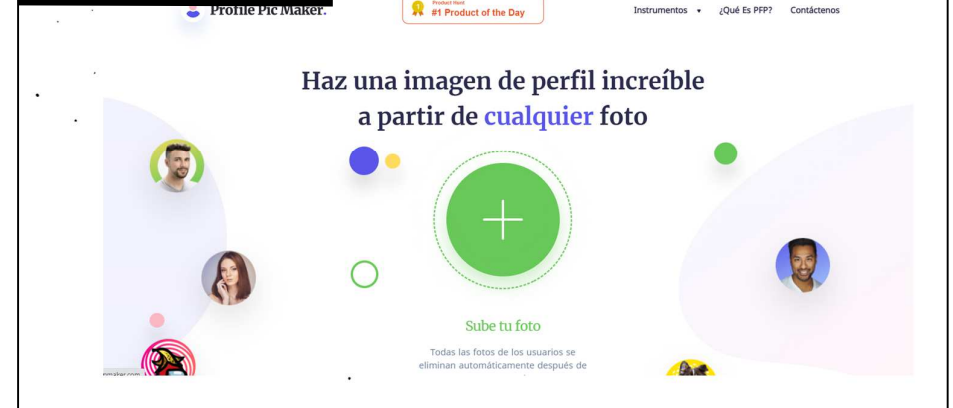 Profile Pic Maker.
Product Hunt
#1 Product of the Day
Instrumentos ▾ ¿Qué Es PFP? Contáctenos
Haz una imagen de perfil increíble
a partir de cualquier foto
Sube tu foto
Todas las fotos de los usuarios se
eliminan automáticamente después de